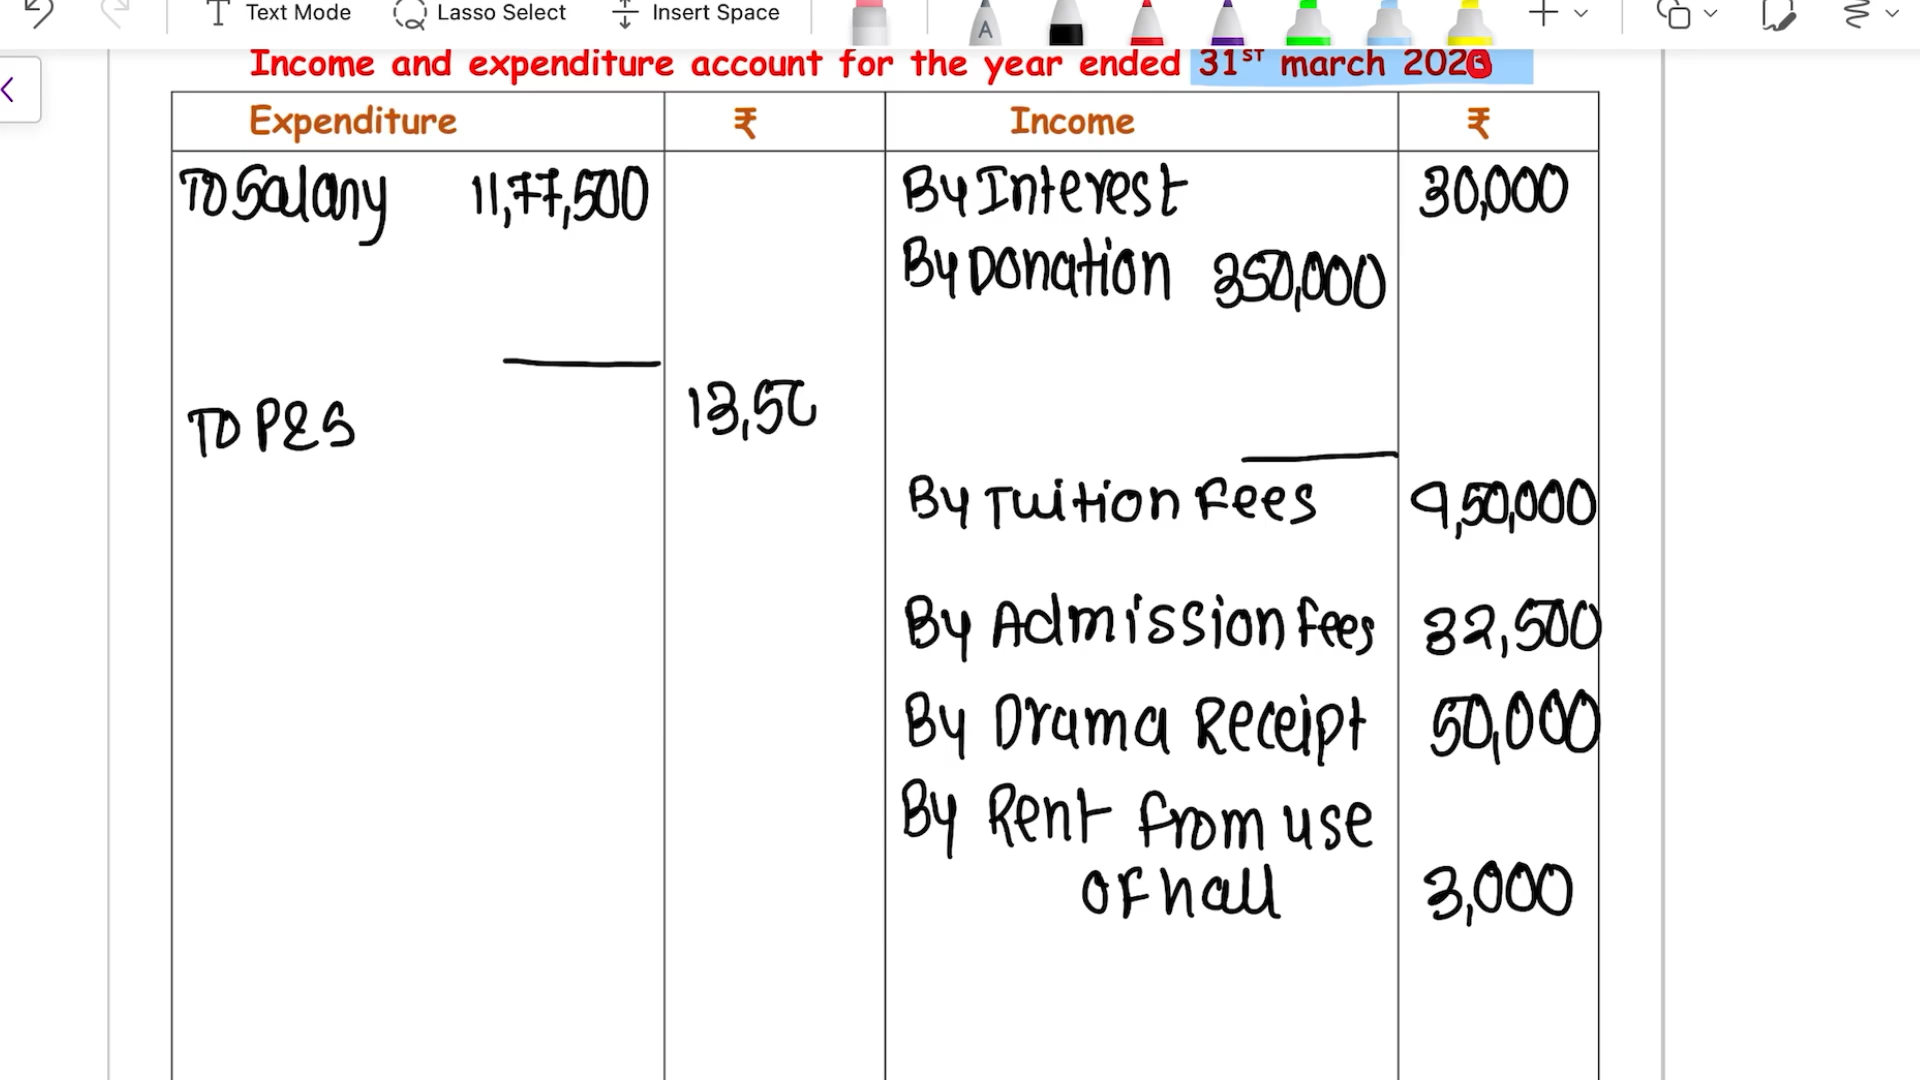 Text Mode Lasso Select Insert Space
A
Income and expenditure account for the year ended 31ST march 2023
Expenditure ₹ Income ₹
To Salary 11,77,500 By Interest 30,000
By Donation 350,000
To P&S 13,50
By Tuition Fees 9,50,000
By Admission fees 32,500
By Drama Receipt 50,000
By Rent from use
of hall 3,000